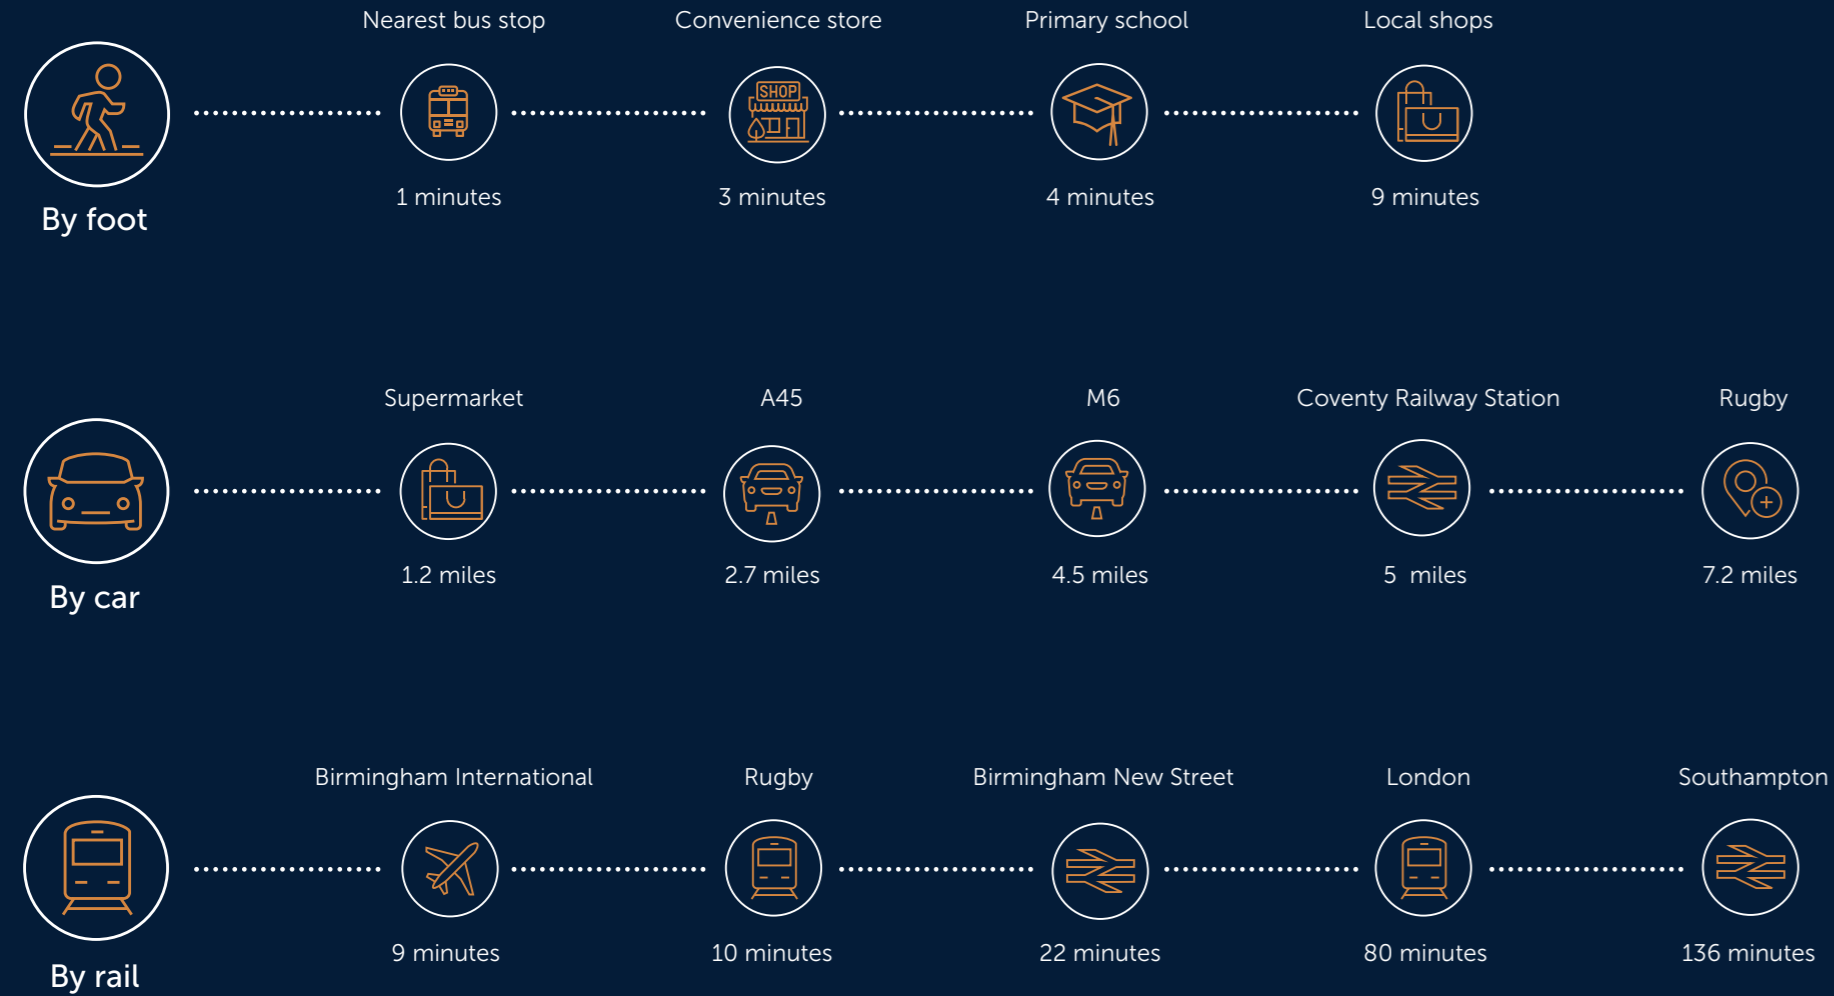 Nearest bus stop
Convenience store
Primary school
Local shops
SHOP
1 minutes
3 minutes
4 minutes
9 minutes
By foot
Supermarket
A45
M6
Coventy Railway Station
Rugby
1.2 miles
2.7 miles
4.5 miles
5 miles
7.2 miles
By car
Birmingham International
Rugby
Birmingham New Street
London
Southampton
9 minutes
10 minutes
22 minutes
80 minutes
136 minutes
By rail